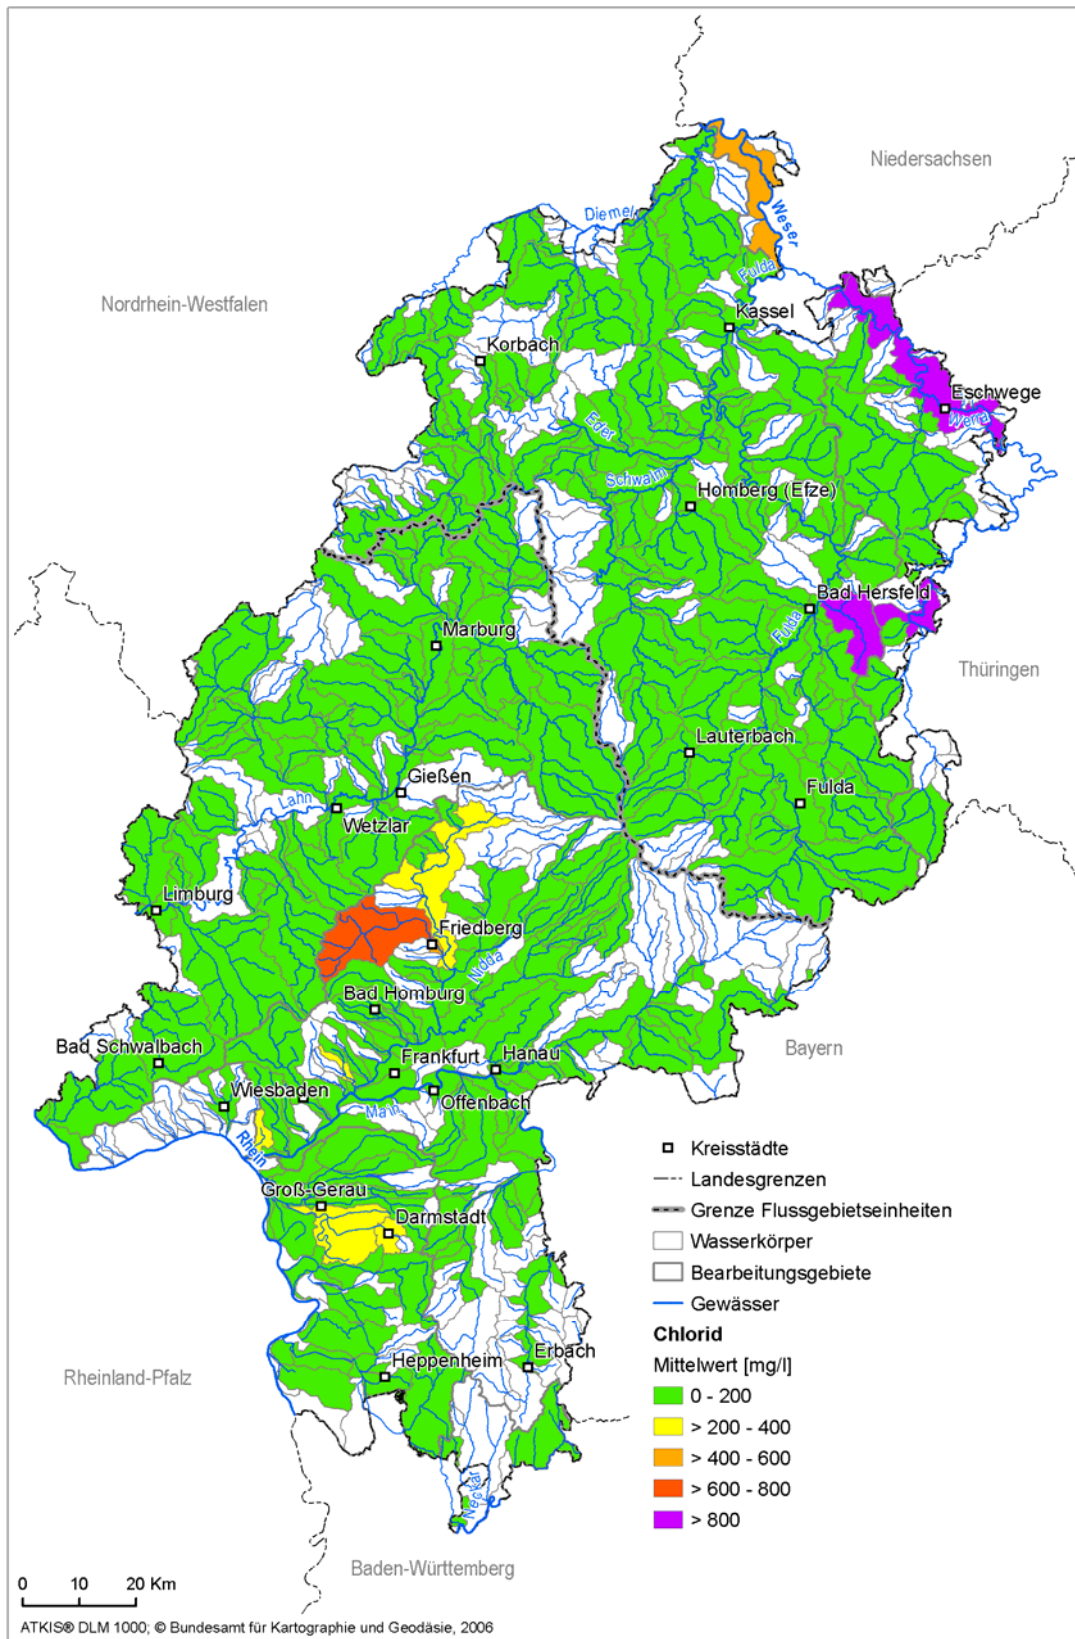 Niedersachsen
Diemel
Weser
Fulda
Nordrhein-Westfalen
Kassel
Korbach
Eschwege
Werra
Eder
Schwalm
Homberg (Efze)
Bad Hersfeld
Fulda
Marburg
Thüringen
Lauterbach
Gießen
Fulda
Lahn
Wetzlar
Limburg
Friedberg
Nidda
Bad Homburg
Bad Schwalbach
Frankfurt
Hanau
Bayern
Wiesbaden
Offenbach
Main
Rhein
Kreisstädte
Landesgrenzen
Groß-Gerau
Grenze Flussgebietseinheiten
Darmstadt
Wasserkörper
Bearbeitungsgebiete
Gewässer
Chlorid
Erbach
Mittelwert [mg/l]
Rheinland-Pfalz
Heppenheim
0 - 200
> 200 - 400
> 400 - 600
> 600 - 800
Neckar
> 800
Baden-Württemberg
0 10 20 Km
ATKIS® DLM 1000; © Bundesamt für Kartographie und Geodäsie, 2006